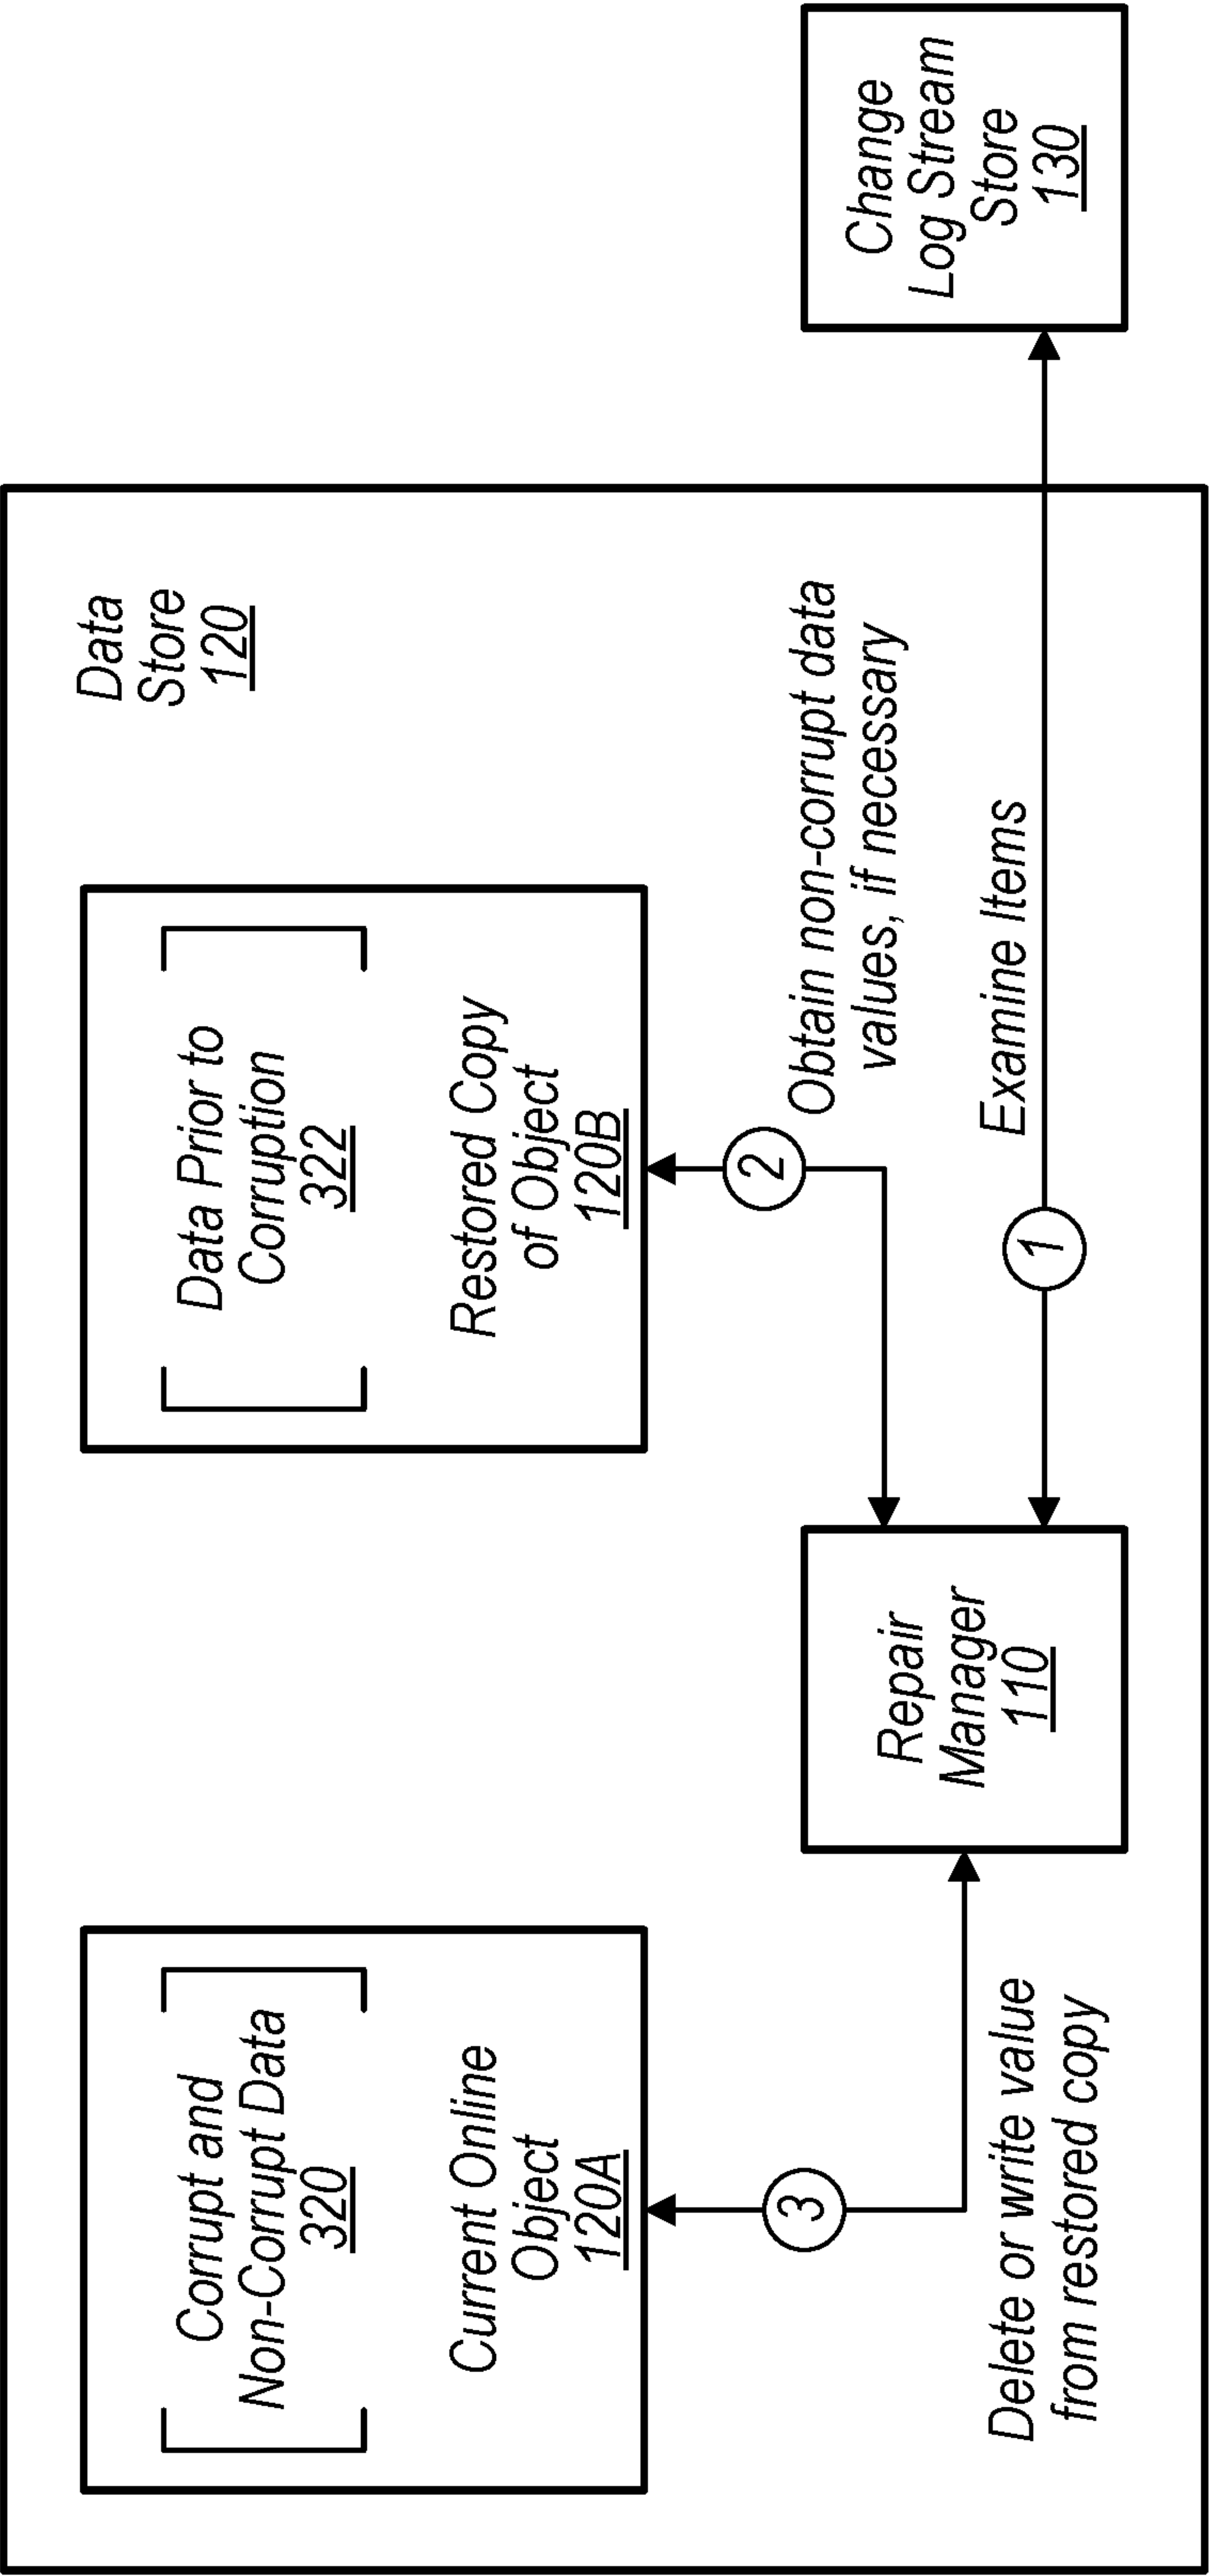 Data
Store
120
Corrupt and
Non-Corrupt Data
320
Current Online
Object
120A
Data Prior to
Corruption
322
Restored Copy
of Object
120B
3
Delete or write value
from restored copy
Repair
Manager
110
2
Obtain non-corrupt data
values, if necessary
1
Examine Items
Change
Log Stream
Store
130